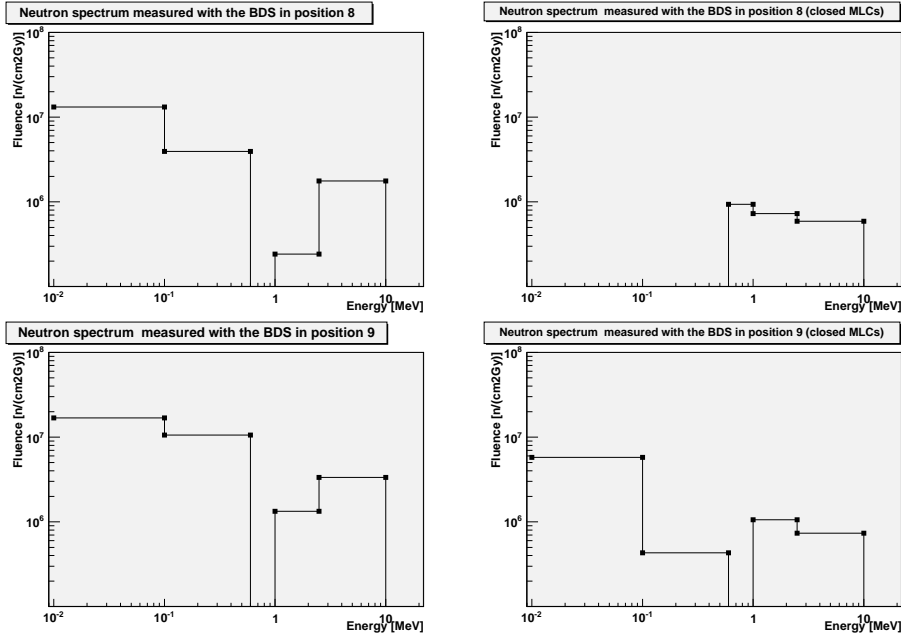 Neutron spectrum measured with the BDS in position 8
Fluence [n/(cm2Gy)]
10^8
10^7
10^6
10^-2
10^-1
1
10
Energy [MeV]
Neutron spectrum measured with the BDS in position 8 (closed MLCs)
Fluence [n/(cm2Gy)]
10^8
10^7
10^6
10^-2
10^-1
1
10
Energy [MeV]
Neutron spectrum measured with the BDS in position 9
Fluence [n/(cm2Gy)]
10^8
10^7
10^6
10^-2
10^-1
1
10
Energy [MeV]
Neutron spectrum measured with the BDS in position 9 (closed MLCs)
Fluence [n/(cm2Gy)]
10^8
10^7
10^6
10^-2
10^-1
1
10
Energy [MeV]